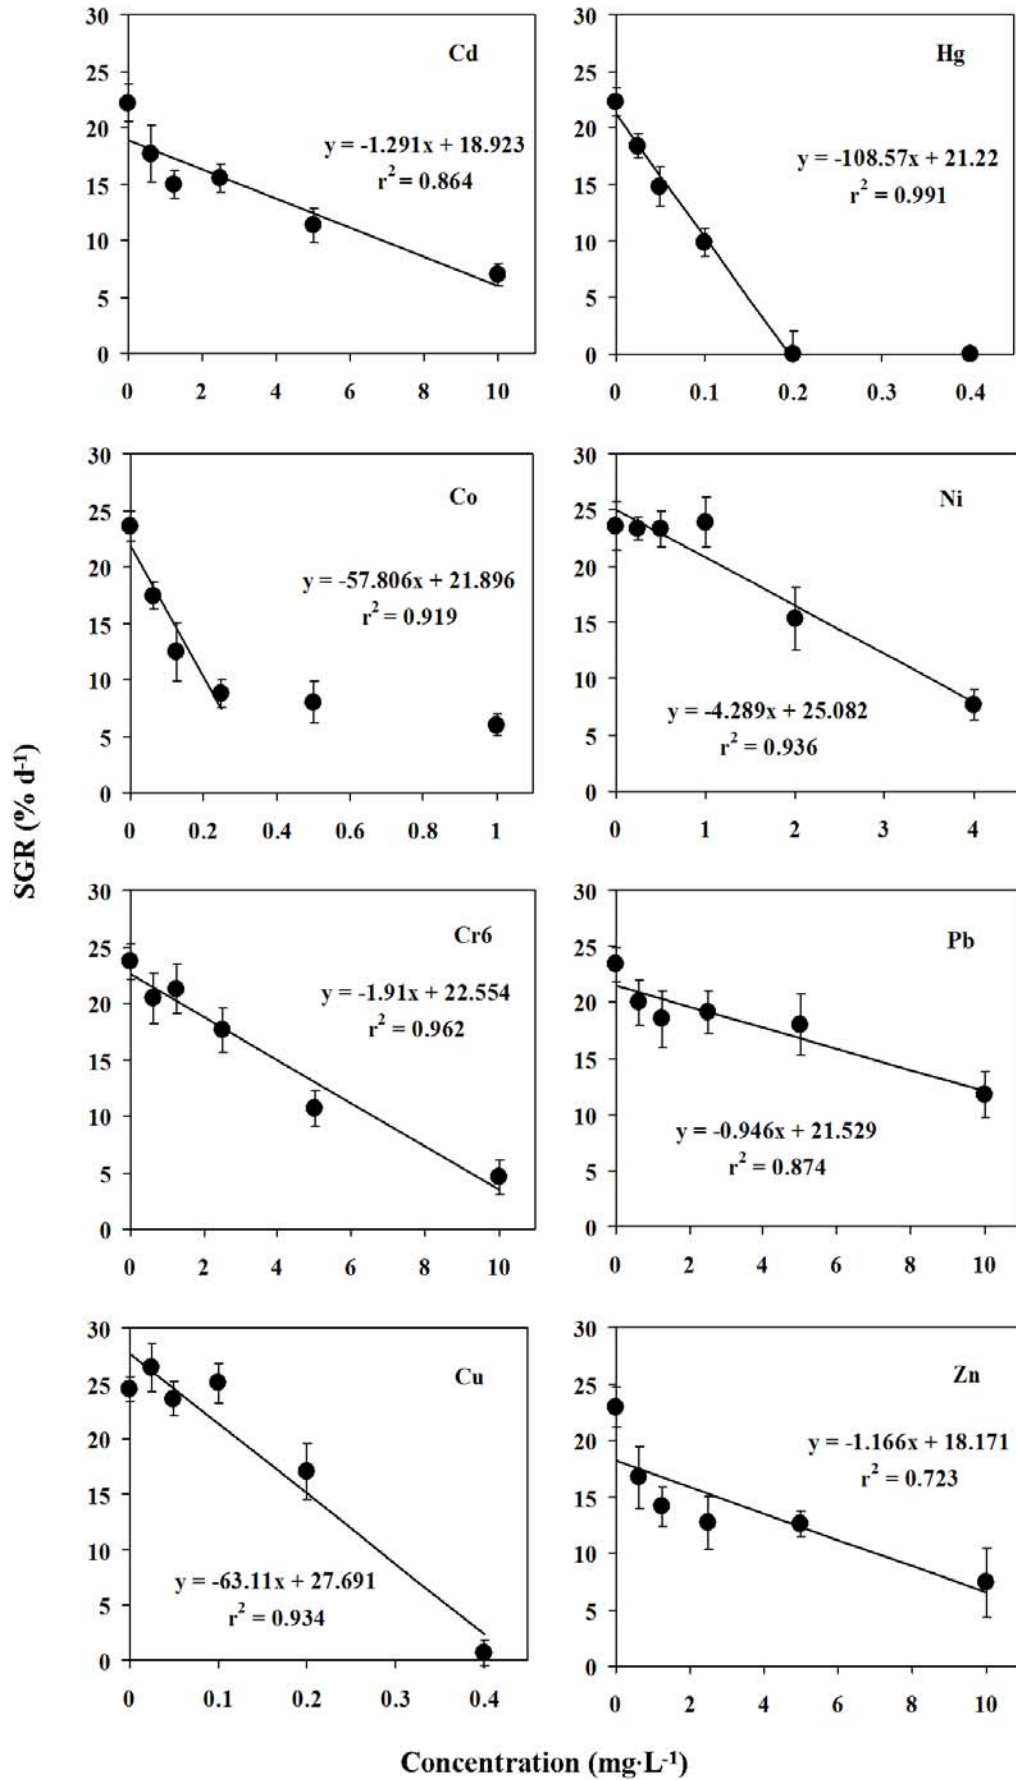 SGR (% d-1)
30
25
20
15
10
5
0
Cd
y = -1.291x + 18.923
r2 = 0.864
0 2 4 6 8 10
30
25
20
15
10
5
0
Hg
y = -108.57x + 21.22
r2 = 0.991
0 0.1 0.2 0.3 0.4
30
25
20
15
10
5
0
Co
y = -57.806x + 21.896
r2 = 0.919
0 0.2 0.4 0.6 0.8 1
30
25
20
15
10
5
0
Ni
y = -4.289x + 25.082
r2 = 0.936
0 1 2 3 4
30
25
20
15
10
5
0
Cr6
y = -1.91x + 22.554
r2 = 0.962
0 2 4 6 8 10
30
25
20
15
10
5
0
Pb
y = -0.946x + 21.529
r2 = 0.874
0 2 4 6 8 10
30
25
20
15
10
5
0
Cu
y = -63.11x + 27.691
r2 = 0.934
0 0.1 0.2 0.3 0.4
30
25
20
15
10
5
0
Zn
y = -1.166x + 18.171
r2 = 0.723
0 2 4 6 8 10
Concentration (mg·L-1)